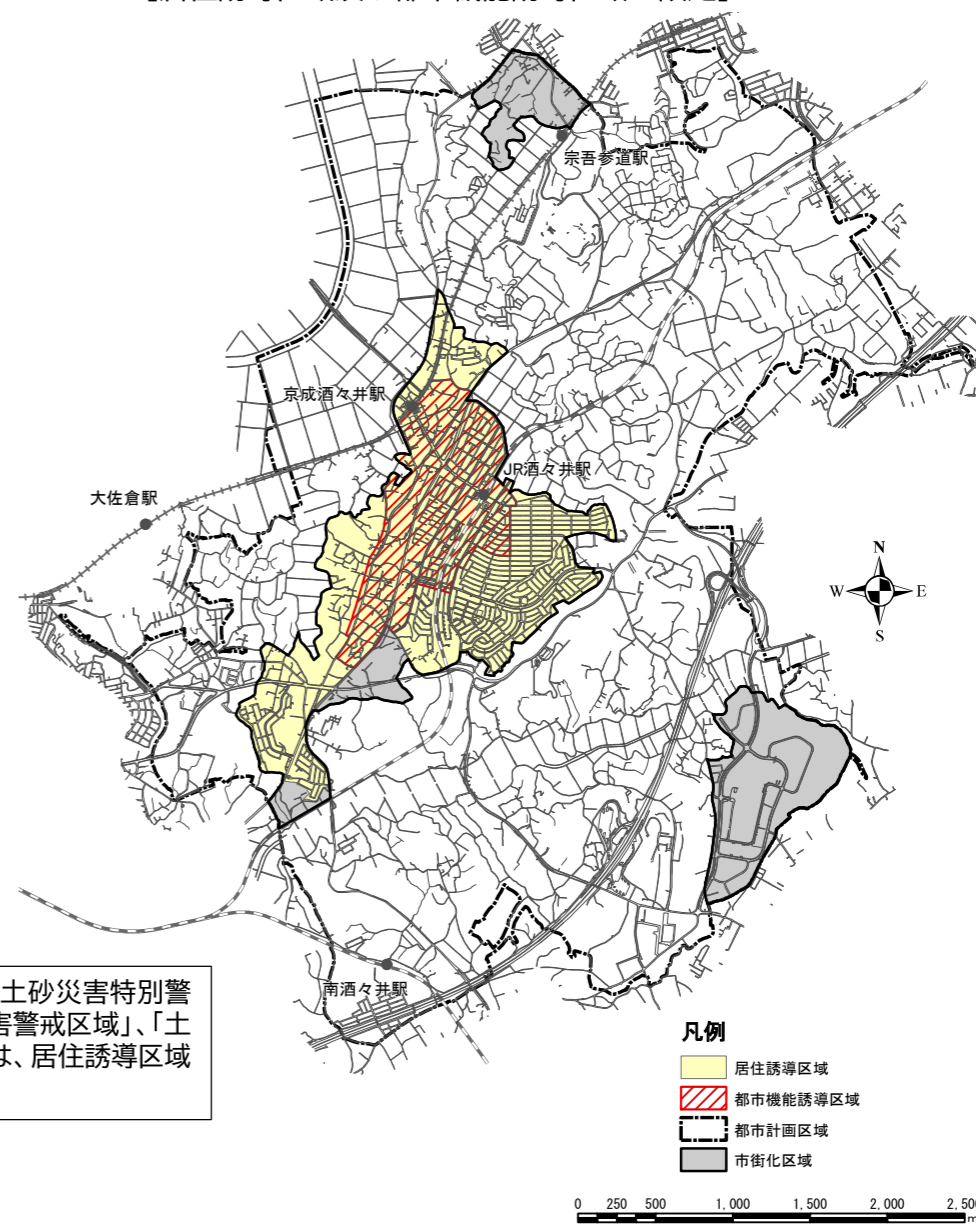 宗吾参道駅
京成酒々井駅
JR酒々井駅
大佐倉駅
N
W
E
S
南酒々井駅
土砂災害特別警
害警戒区域」、「土
は、居住誘導区域
凡例
居住誘導区域
都市機能誘導区域
都市計画区域
市街化区域
0 250 500 1,000 1,500 2,000 2,50
m